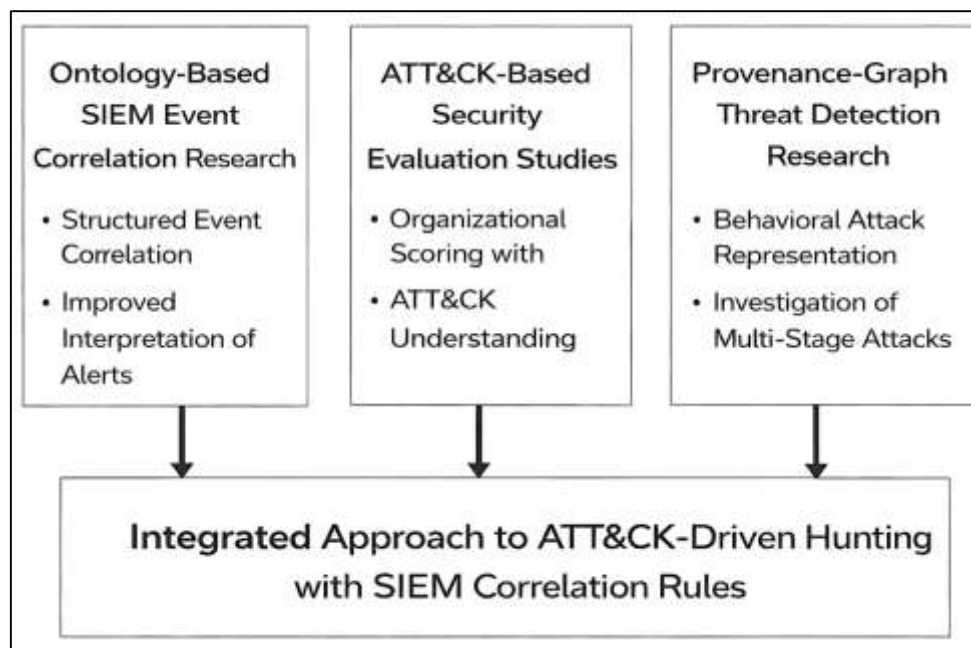 Ontology-Based
SIEM Event
Correlation Research
• Structured Event
Correlation
• Improved
Interpretation of
Alerts
ATT&CK-Based
Security
Evaluation Studies
• Organizational
Scoring with
• ATT&CK
Understanding
Provenance-Graph
Threat Detection
Research
• Behavioral Attack
Representation
• Investigation of
Multi-Stage Attacks
Integrated Approach to ATT&CK-Driven Hunting
with SIEM Correlation Rules